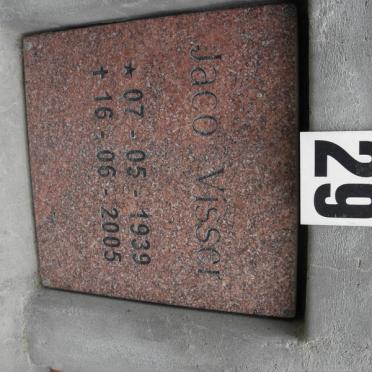 Jaco Visser
★ 07 - 05 - 1939
✝ 16 - 06 - 2005
29